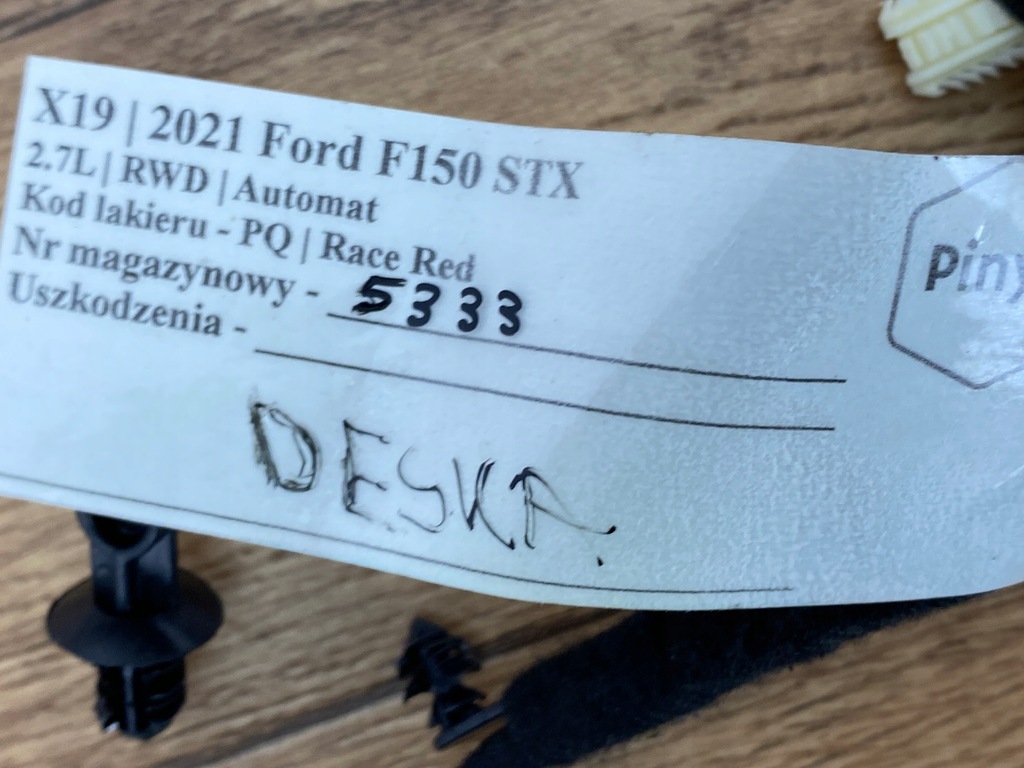 X19 | 2021 Ford F150 STX
2.7L | RWD | Automat
Kod lakieru - PQ | Race Red
Nr magazynowy - 5333
Uszkodzenia -
DESKA
Piny